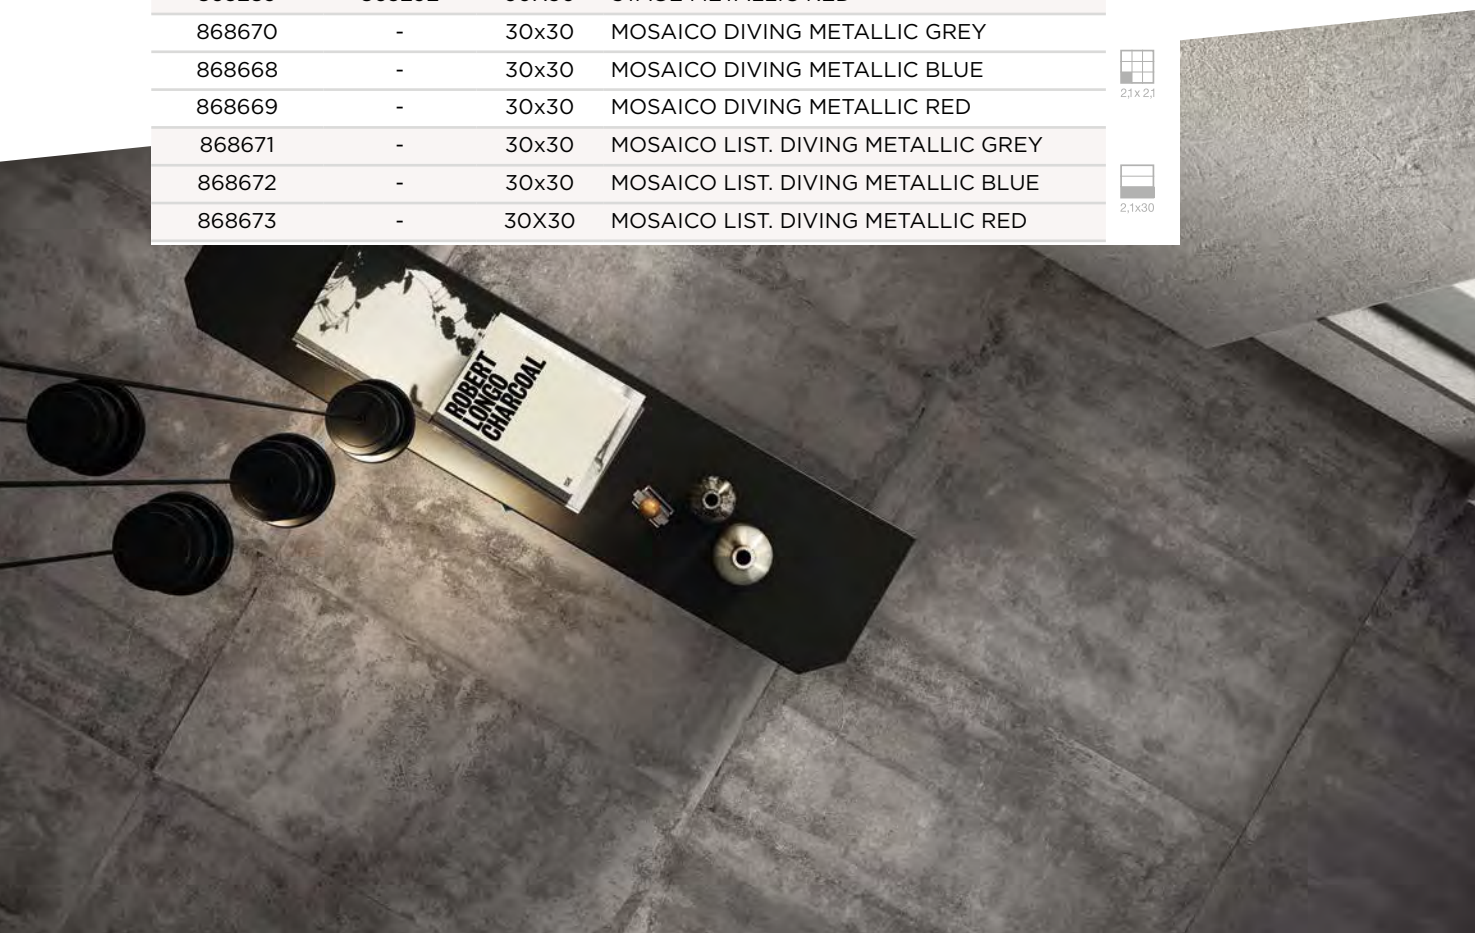 868670 - 30x30 MOSAICO DIVING METALLIC GREY
868668 - 30x30 MOSAICO DIVING METALLIC BLUE
2,1x 2,1
868669 - 30x30 MOSAICO DIVING METALLIC RED
868671 - 30x30 MOSAICO LIST. DIVING METALLIC GREY
868672 - 30x30 MOSAICO LIST. DIVING METALLIC BLUE
2,1x30
868673 - 30X30 MOSAICO LIST. DIVING METALLIC RED
ROBERT
LONGO
CHARCOAL